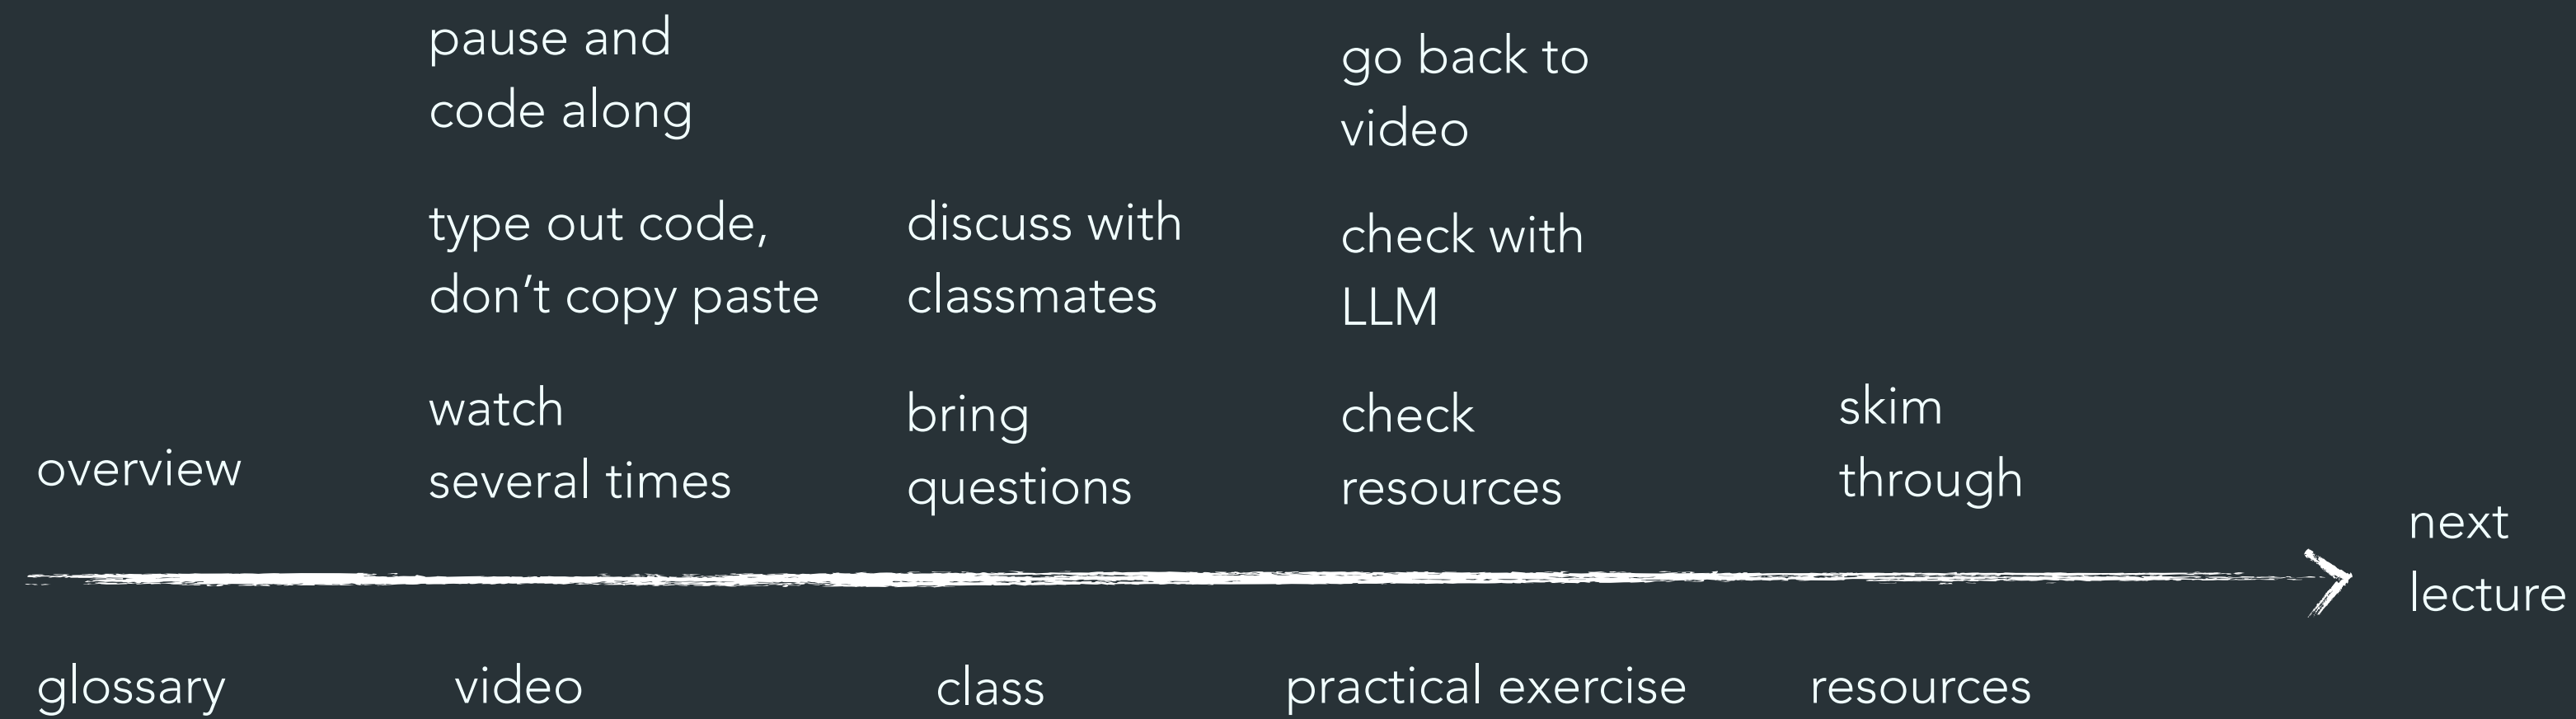 pause and
code along
type out code,
don't copy paste
watch
several times
overview
discuss with
classmates
bring
questions
go back to
video
check with
LLM
check
resources
skim
through
next
lecture
glossary
video
class
practical exercise
resources